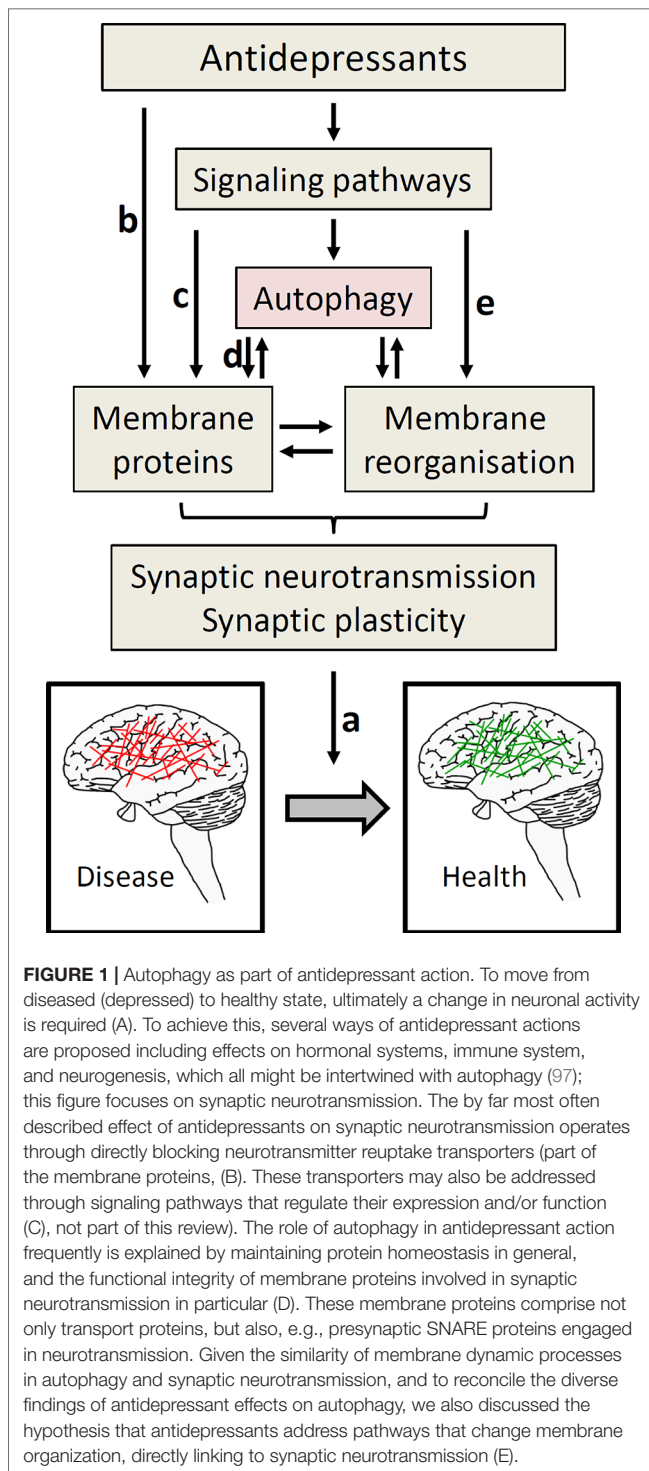 Antidepressants
Signaling pathways
b
c
e
Autophagy
d
Membrane
proteins
Membrane
reorganisation
Synaptic neurotransmission
Synaptic plasticity
a
Disease
Health
FIGURE 1 | Autophagy as part of antidepressant action. To move from
diseased (depressed) to healthy state, ultimately a change in neuronal activity
is required (A). To achieve this, several ways of antidepressant actions
are proposed including effects on hormonal systems, immune system,
and neurogenesis, which all might be intertwined with autophagy (97);
this figure focuses on synaptic neurotransmission. The by far most often
described effect of antidepressants on synaptic neurotransmission operates
through directly blocking neurotransmitter reuptake transporters (part of
the membrane proteins, (B). These transporters may also be addressed
through signaling pathways that regulate their expression and/or function
(C), not part of this review). The role of autophagy in antidepressant action
frequently is explained by maintaining protein homeostasis in general,
and the functional integrity of membrane proteins involved in synaptic
neurotransmission in particular (D). These membrane proteins comprise not
only transport proteins, but also, e.g., presynaptic SNARE proteins engaged
in neurotransmission. Given the similarity of membrane dynamic processes
in autophagy and synaptic neurotransmission, and to reconcile the diverse
findings of antidepressant effects on autophagy, we also discussed the
hypothesis that antidepressants address pathways that change membrane
organization, directly linking to synaptic neurotransmission (E).